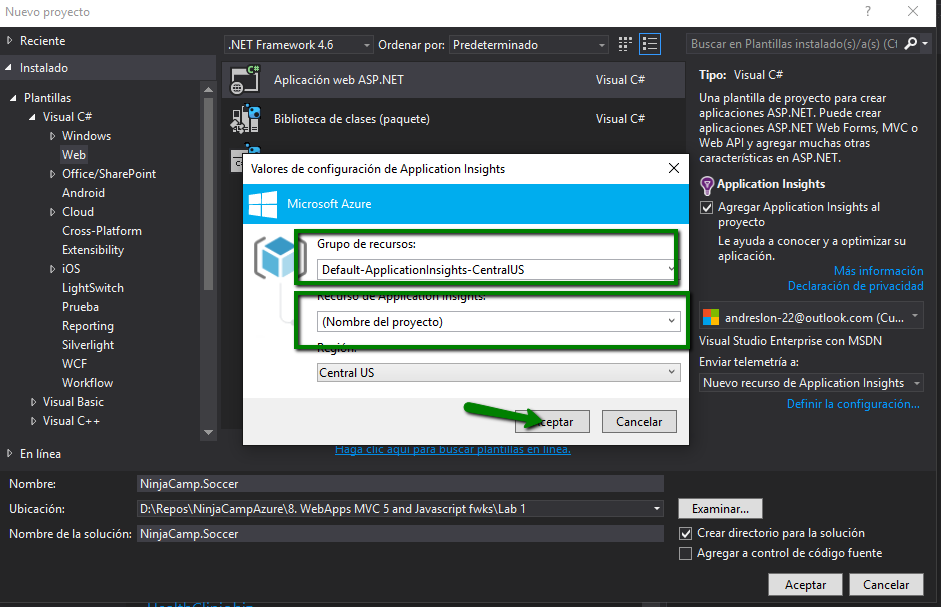 Nuevo proyecto
Reciente
Instalado
Plantillas
Visual C#
Windows
Web
Office/SharePoint
Android
Cloud
Cross-Platform
Extensibility
iOS
LightSwitch
Prueba
Reporting
Silverlight
WCF
Workflow
Visual Basic
Visual C++
En línea
.NET Framework 4.6
Ordenar por: Predeterminado
Buscar en Plantillas instalado(s)/a(s) (Ct
Aplicación web ASP.NET Visual C#
Biblioteca de clases (paquete) Visual C#
Valores de configuración de Application Insights
Microsoft Azure
Grupo de recursos:
Default-ApplicationInsights-CentralUS
Recurso de Application Insights:
(Nombre del proyecto)
Región:
Central US
Cancelar
Haga clic aquí para buscar plantillas en línea.
Tipo: Visual C#
Una plantilla de proyecto para crear
aplicaciones ASP.NET. Puede crear
aplicaciones ASP.NET Web Forms, MVC o
Web API y agregar muchas otras
características en ASP.NET.
Application Insights
Agregar Application Insights al
proyecto
Le ayuda a conocer y a optimizar su
aplicación.
Más información
Declaración de privacidad
andreslon-22@outlook.com (Cu...
Visual Studio Enterprise con MSDN
Enviar telemetría a:
Nuevo recurso de Application Insights
Definir la configuración...
Nombre: NinjaCamp.Soccer
Ubicación: D:\Repos\NinjaCampAzure\8. WebApps MVC 5 and Javascript fwks\Lab 1
Examinar...
Nombre de la solución: NinjaCamp.Soccer
Crear directorio para la solución
Agregar a control de código fuente
Aceptar
Cancelar